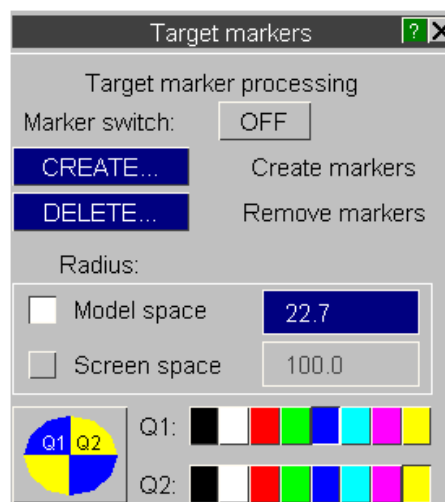 Target markers ? X
Target marker processing
Marker switch: OFF
CREATE... Create markers
DELETE... Remove markers
Radius:
Model space 22.7
Screen space 100.0
Q1 Q2 Q1:
Q2: